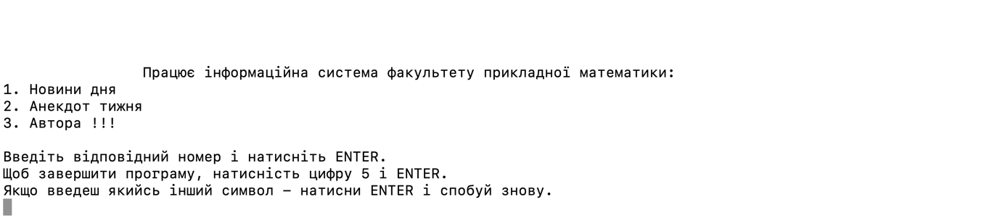 Працює інформаційна система факультету прикладної математики:
1. Новини дня
2. Анекдот тижня
3. Автора !!!
Введіть відповідний номер і натисніть ENTER.
Щоб завершити програму, натисність цифру 5 і ENTER.
Якщо введеш якийсь інший символ – натисни ENTER і спобуй знову.